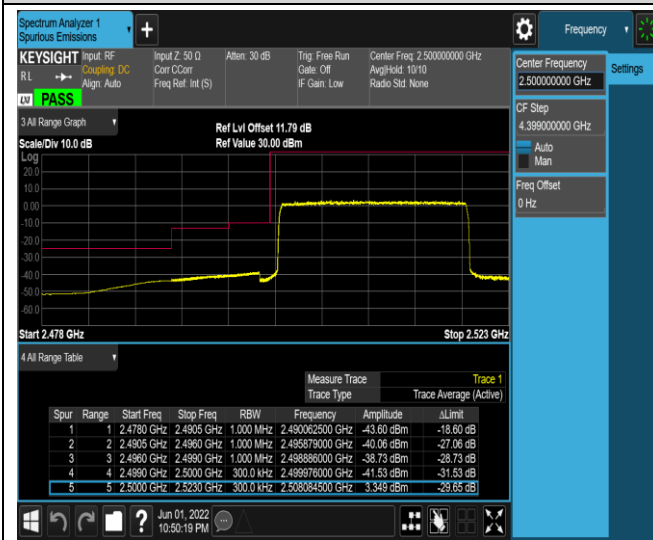 Spectrum Analyzer 1
Spurious Emissions
+
Frequency
KEYSIGHT
R L
Input: RF
Coupling: DC
Align: Auto
Input Z: 50 Ω
Corr CCorr
Freq Ref: Int (S)
Atten: 30 dB
Trig: Free Run
Gate: Off
IF Gain: Low
Center Freq: 2.500000000 GHz
Avg|Hold: 10/10
Radio Std: None
LXI
PASS
Center Frequency
2.500000000 GHz
Settings
CF Step
4.399000000 GHz
Auto
Man
Freq Offset
0 Hz
3 All Range Graph
Scale/Div 10.0 dB
Ref Lvl Offset 11.79 dB
Ref Value 30.00 dBm
Log
20.0
10.0
0.00
-10.0
-20.0
-30.0
-40.0
-50.0
-60.0
Start 2.478 GHz
Stop 2.523 GHz
4 All Range Table
Measure Trace Trace 1
Trace Type Trace Average (Active)
Spur Range Start Freq Stop Freq RBW Frequency Amplitude ΔLimit
1 1 2.4780 GHz 2.4905 GHz 1.000 MHz 2.490062500 GHz -43.60 dBm -18.60 dB
2 2 2.4905 GHz 2.4960 GHz 1.000 MHz 2.495879000 GHz -40.06 dBm -27.06 dB
3 3 2.4960 GHz 2.4990 GHz 1.000 MHz 2.498886000 GHz -38.73 dBm -28.73 dB
4 4 2.4990 GHz 2.5000 GHz 300.0 kHz 2.499976000 GHz -41.53 dBm -31.53 dB
5 5 2.5000 GHz 2.5230 GHz 300.0 kHz 2.508084500 GHz 3.349 dBm -29.65 dB
?
Jun 01, 2022
10:50:19 PM